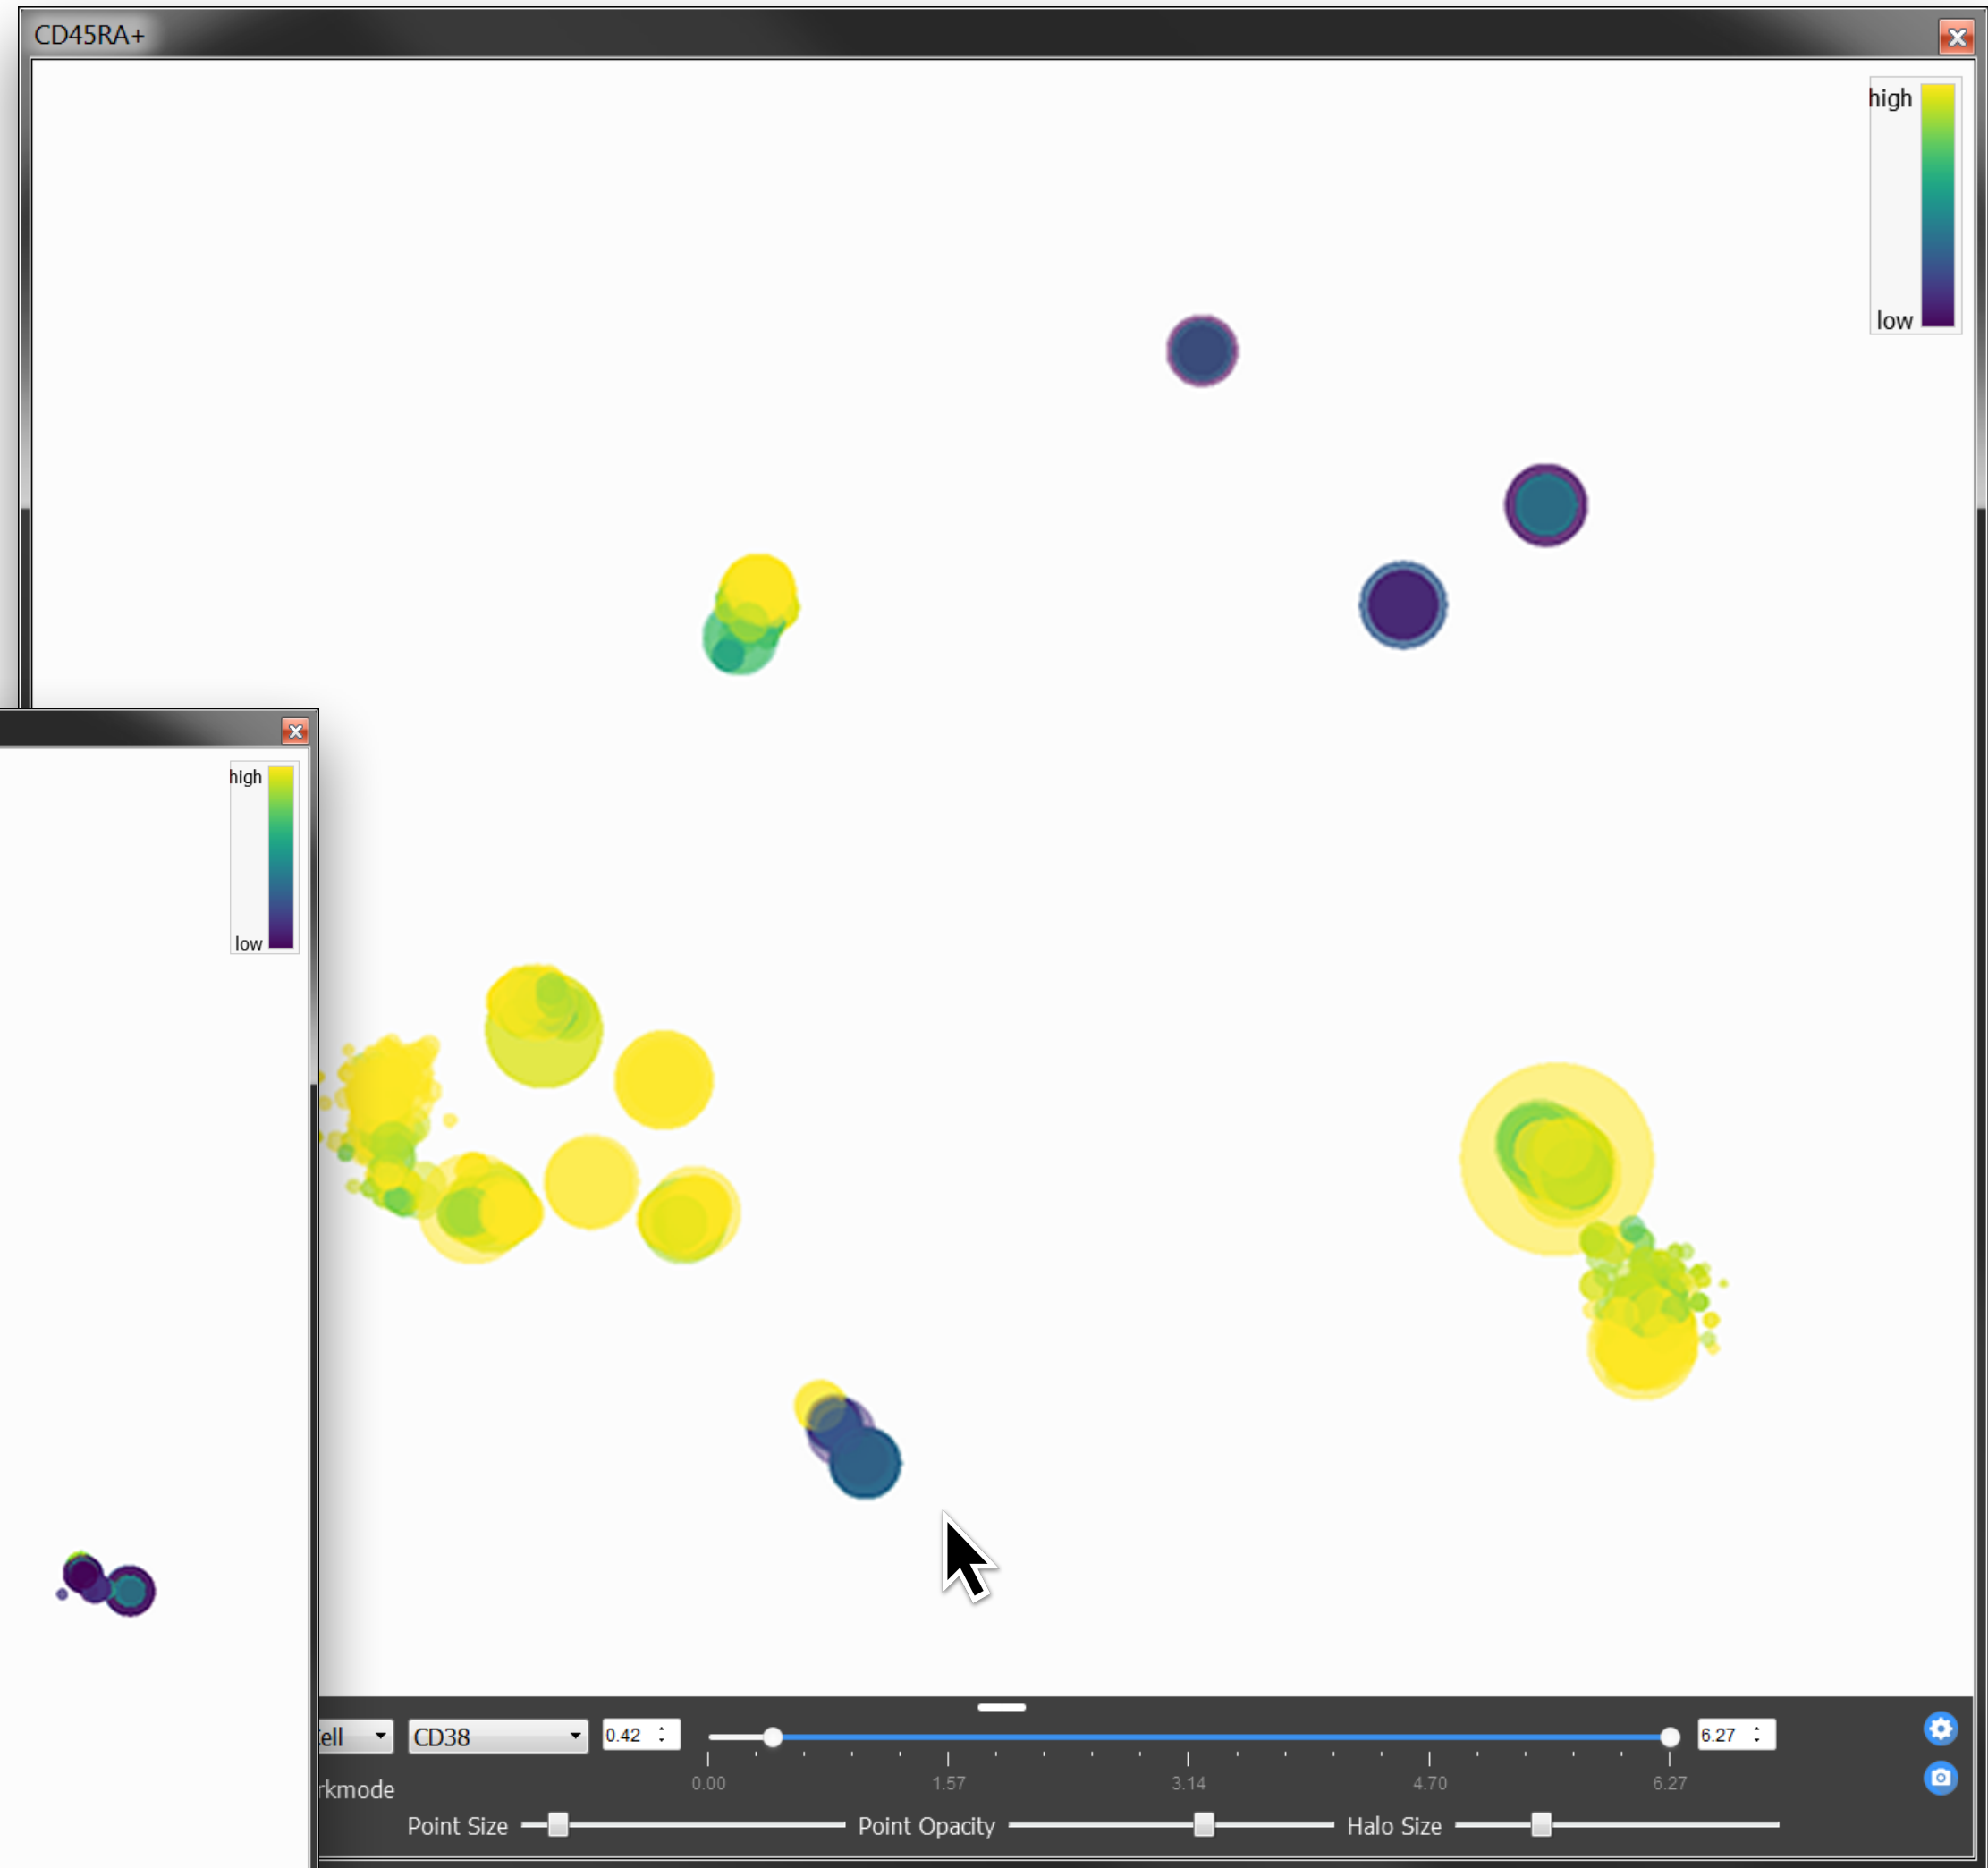 CD45RA+
high
low
high
low
ell CD38 0.42 6.27
0.00 1.57 3.14 4.70 6.27
rkmode
Point Size Point Opacity Halo Size